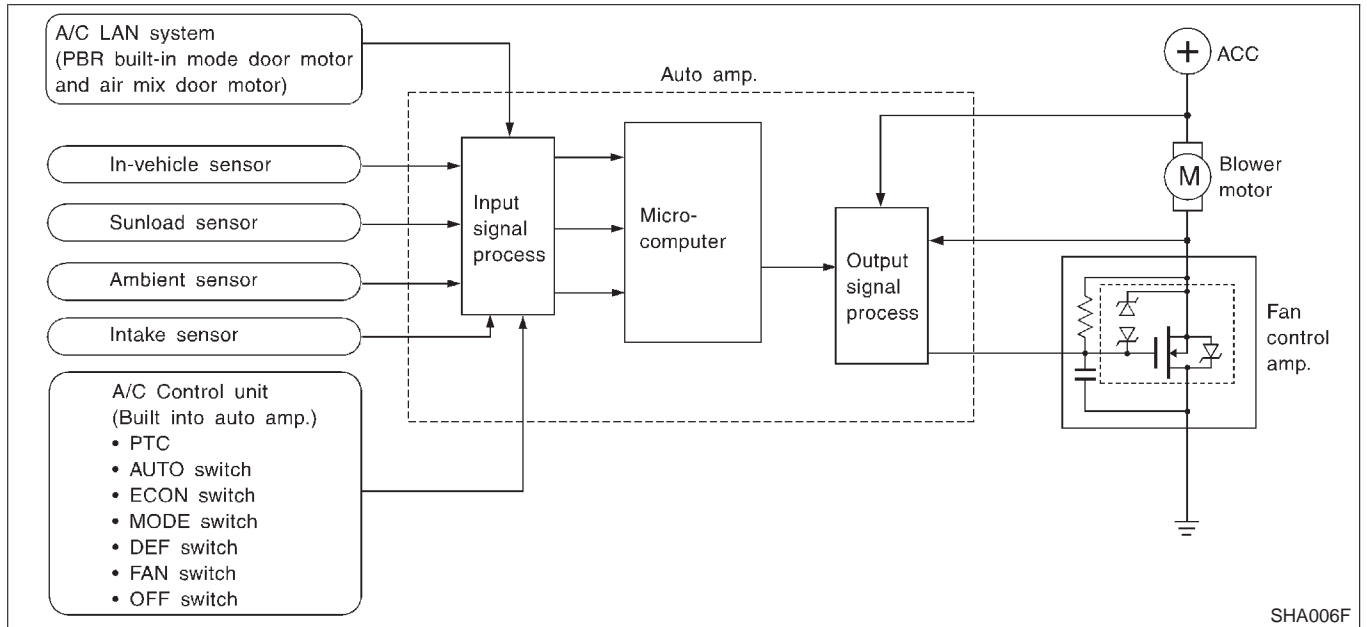 A/C LAN system
(PBR built-in mode door motor
and air mix door motor)
In-vehicle sensor
Sunload sensor
Ambient sensor
Intake sensor
A/C Control unit
(Built into auto amp.)
• PTC
• AUTO switch
• ECON switch
• MODE switch
• DEF switch
• FAN switch
• OFF switch
Auto amp.
Input
signal
process
Micro-
computer
Output
signal
process
+
ACC
M
Blower
motor
Fan
control
amp.
SHA006F